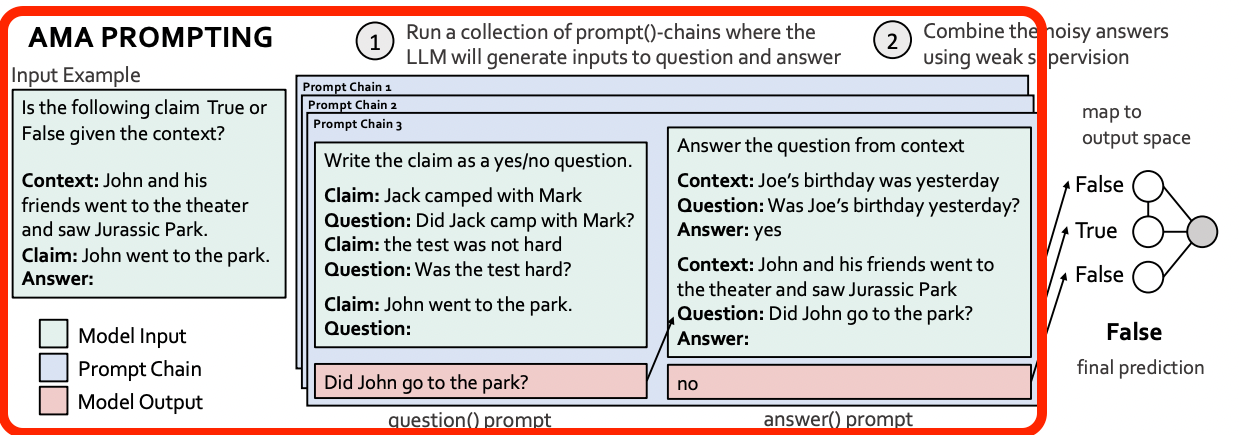 AMA PROMPTING
1 Run a collection of prompt()-chains where the
LLM will generate inputs to question and answer
2 Combine the noisy answers
using weak supervision
Input Example
Is the following claim True or
False given the context?
Context: John and his
friends went to the theater
and saw Jurassic Park.
Claim: John went to the park.
Answer:
Model Input
Prompt Chain
Model Output
Prompt Chain 1
Prompt Chain 2
Prompt Chain 3
Write the claim as a yes/no question.
Claim: Jack camped with Mark
Question: Did Jack camp with Mark?
Claim: the test was not hard
Question: Was the test hard?
Claim: John went to the park.
Question:
Did John go to the park?
question() prompt
Answer the question from context
Context: Joe’s birthday was yesterday
Question: Was Joe’s birthday yesterday?
Answer: yes
Context: John and his friends went to
the theater and saw Jurassic Park
Question: Did John go to the park?
Answer:
no
answer() prompt
map to
output space
False
True
False
False
final prediction